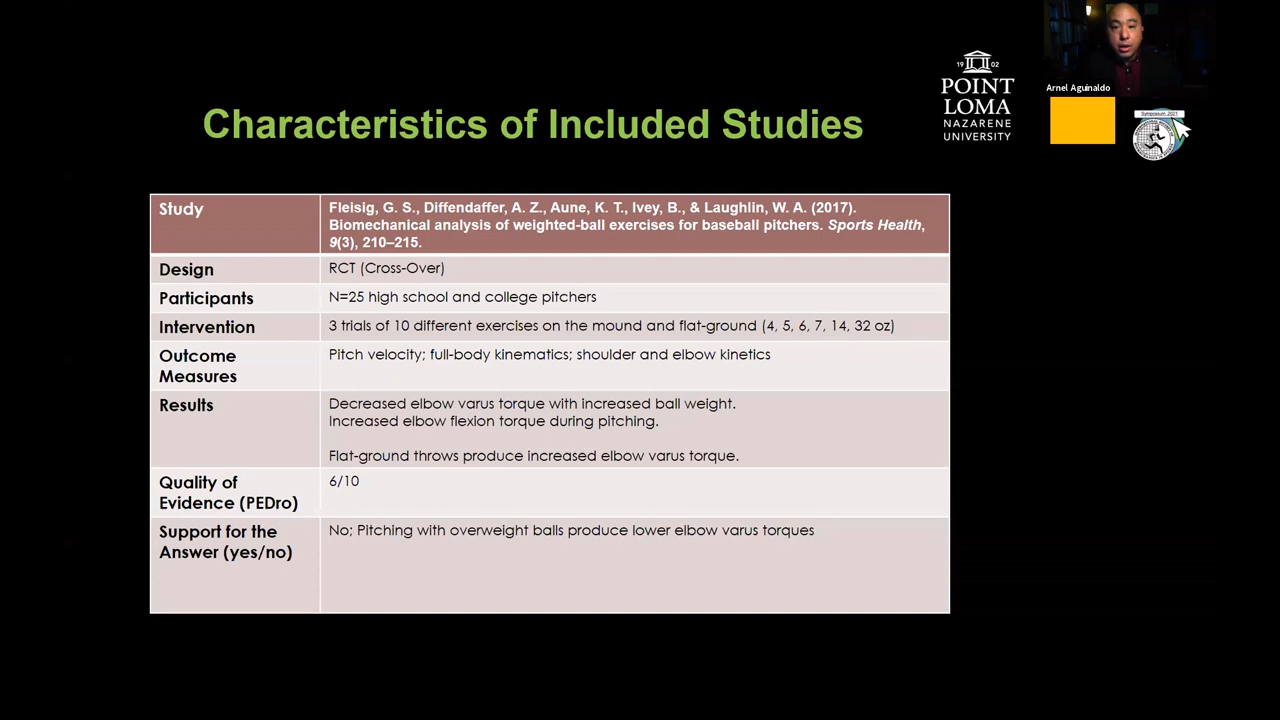 Arnel Aguinaldo
19 02
POINT
LOMA
NAZARENE
UNIVERSITY
Symposium 2021
Characteristics of Included Studies
Study
Fleisig, G. S., Diffendaffer, A. Z., Aune, K. T., Ivey, B., & Laughlin, W. A. (2017).
Biomechanical analysis of weighted-ball exercises for baseball pitchers. Sports Health,
9(3), 210–215.
Design
RCT (Cross-Over)
Participants
N=25 high school and college pitchers
Intervention
3 trials of 10 different exercises on the mound and flat-ground (4, 5, 6, 7, 14, 32 oz)
Outcome
Measures
Pitch velocity; full-body kinematics; shoulder and elbow kinetics
Results
Decreased elbow varus torque with increased ball weight.
Increased elbow flexion torque during pitching.
Flat-ground throws produce increased elbow varus torque.
Quality of
Evidence (PEDro)
6/10
Support for the
Answer (yes/no)
No; Pitching with overweight balls produce lower elbow varus torques